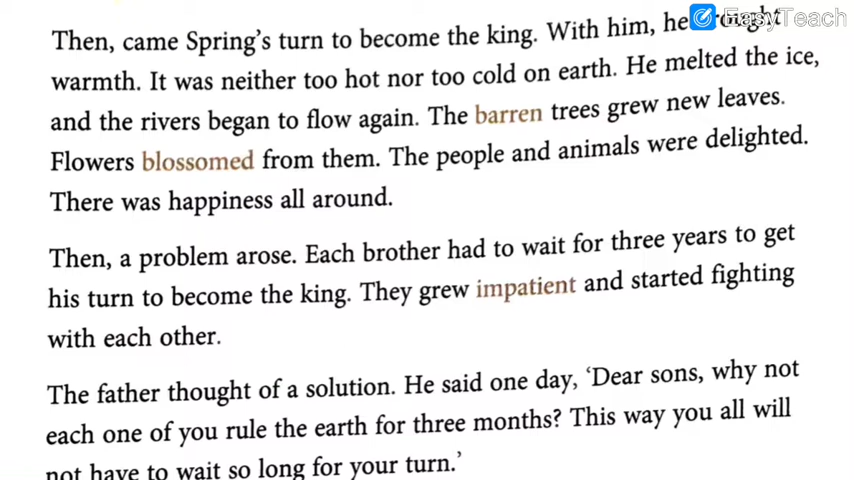 EasyTeach
Then, came Spring's turn to become the king. With him, he brought
warmth. It was neither too hot nor too cold on earth. He melted the ice,
and the rivers began to flow again. The barren trees grew new leaves.
Flowers blossomed from them. The people and animals were delighted.
There was happiness all around.
Then, a problem arose. Each brother had to wait for three years to get
his turn to become the king. They grew impatient and started fighting
with each other.
The father thought of a solution. He said one day, ‘Dear sons, why not
each one of you rule the earth for three months? This way you all will
not have to wait so long for your turn.’